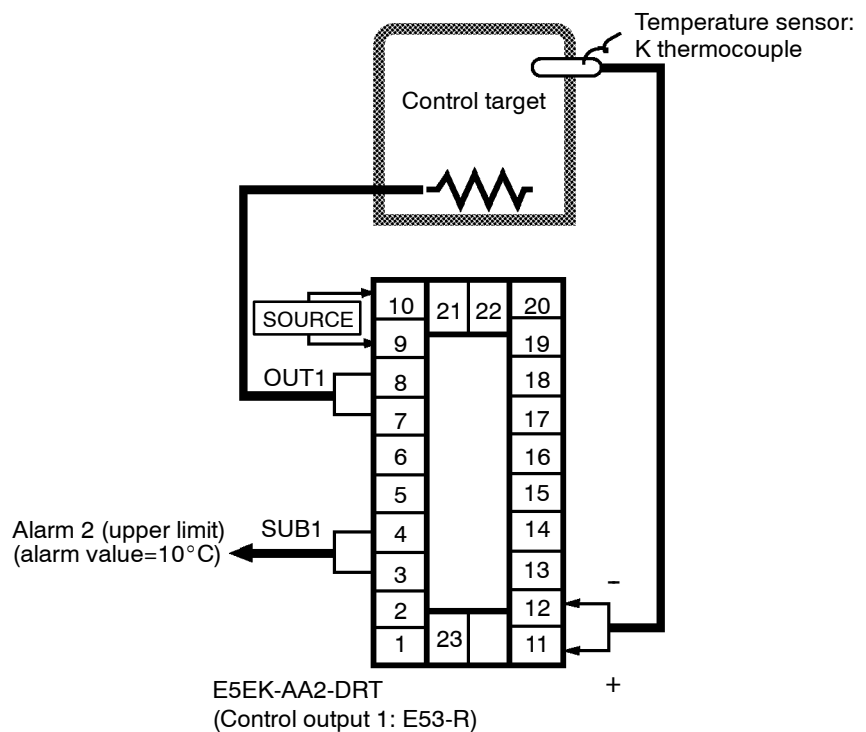 Temperature sensor:
K thermocouple
Control target
SOURCE
OUT1
10
21
22
20
9
19
8
18
7
17
6
16
5
15
4
14
3
13
2
12
1
23
11
SUB1
Alarm 2 (upper limit)
(alarm value=10°C)
–
+
E5EK-AA2-DRT
(Control output 1: E53-R)